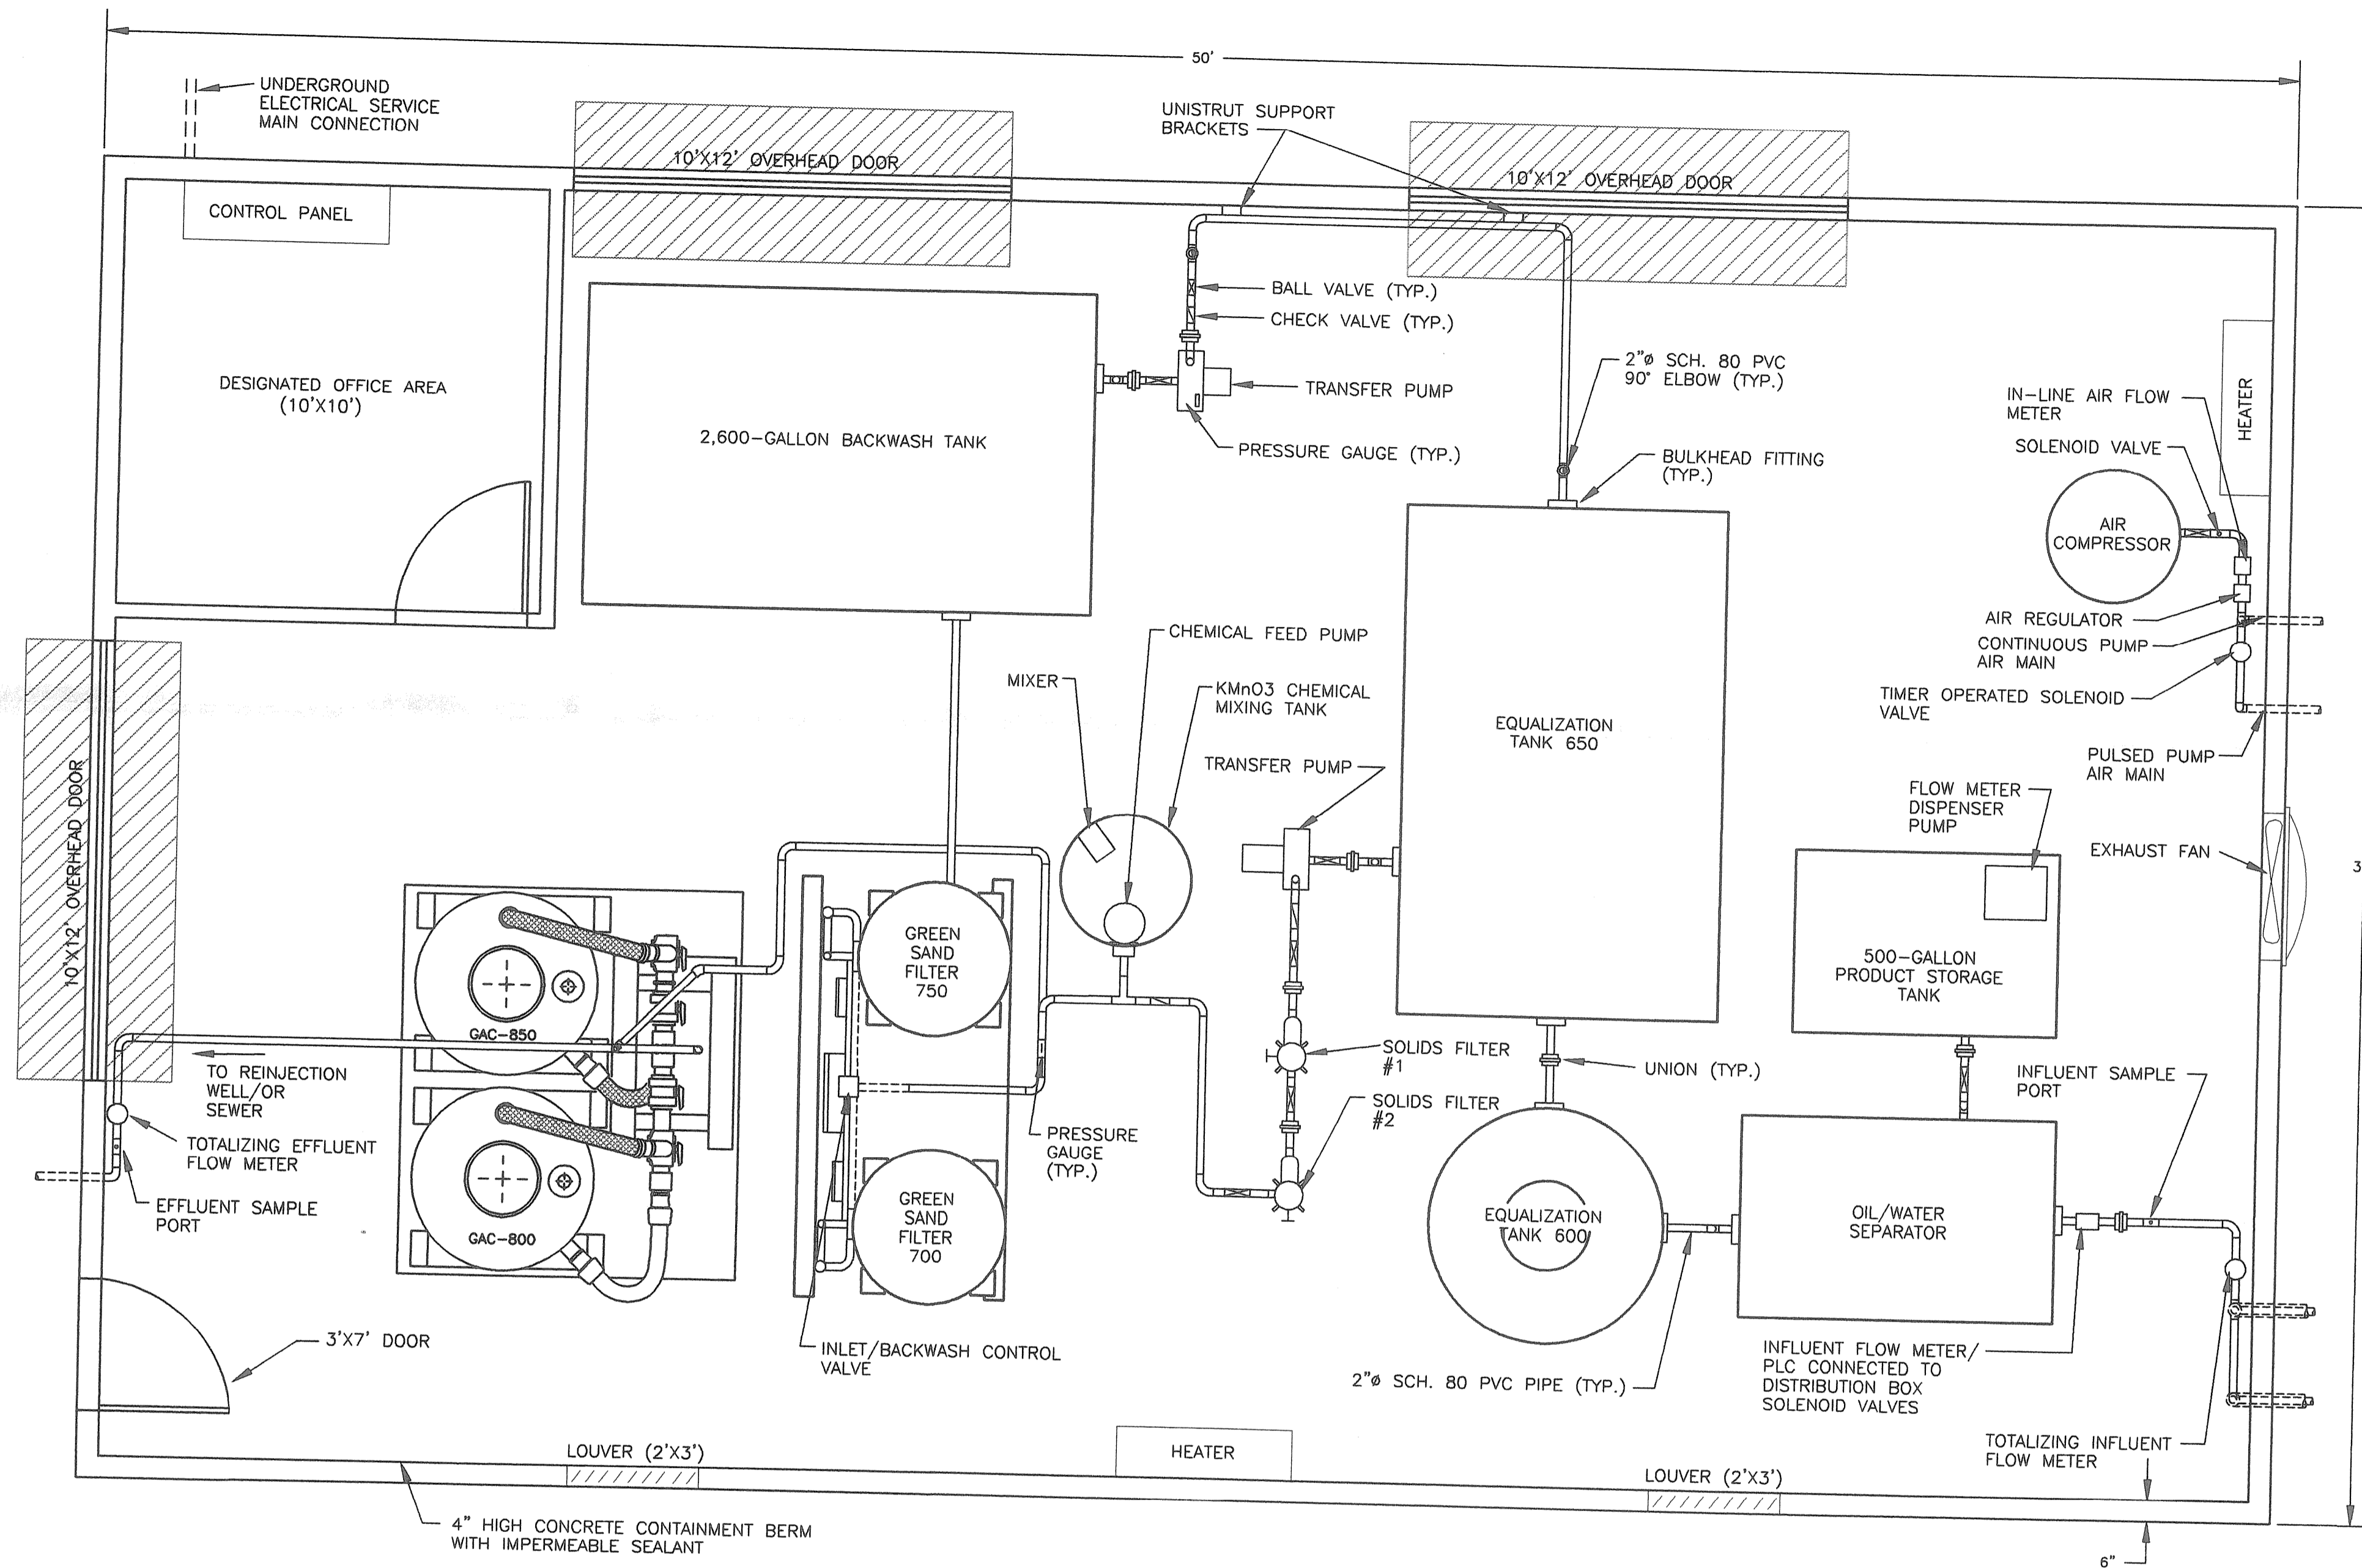 50'
UNDERGROUND
ELECTRICAL SERVICE
MAIN CONNECTION
UNISTRUT SUPPORT
BRACKETS
10'X12' OVERHEAD DOOR
10'X12' OVERHEAD DOOR
CONTROL PANEL
BALL VALVE (TYP.)
CHECK VALVE (TYP.)
DESIGNATED OFFICE AREA
(10'X10')
TRANSFER PUMP
2"ø SCH. 80 PVC
90° ELBOW (TYP.)
2,600-GALLON BACKWASH TANK
PRESSURE GAUGE (TYP.)
BULKHEAD FITTING
(TYP.)
IN-LINE AIR FLOW
METER
HEATER
SOLENOID VALVE
AIR
COMPRESSOR
AIR REGULATOR
CONTINUOUS PUMP
AIR MAIN
TIMER OPERATED SOLENOID
VALVE
PULSED PUMP
AIR MAIN
CHEMICAL FEED PUMP
MIXER
KMnO3 CHEMICAL
MIXING TANK
EQUALIZATION
TANK 650
TRANSFER PUMP
FLOW METER
DISPENSER
PUMP
EXHAUST FAN
3
10'X12' OVERHEAD DOOR
GREEN
SAND
FILTER
750
500-GALLON
PRODUCT STORAGE
TANK
GAC-850
TO REINJECTION
WELL/OR
SEWER
SOLIDS FILTER
#1
UNION (TYP.)
INFLUENT SAMPLE
PORT
SOLIDS FILTER
#2
TOTALIZING EFFLUENT
FLOW METER
PRESSURE
GAUGE
(TYP.)
EFFLUENT SAMPLE
PORT
GAC-800
GREEN
SAND
FILTER
700
EQUALIZATION
TANK 600
OIL/WATER
SEPARATOR
3'X7' DOOR
INLET/BACKWASH CONTROL
VALVE
2"ø SCH. 80 PVC PIPE (TYP.)
INFLUENT FLOW METER/
PLC CONNECTED TO
DISTRIBUTION BOX
SOLENOID VALVES
LOUVER (2'X3')
HEATER
TOTALIZING INFLUENT
FLOW METER
LOUVER (2'X3')
4" HIGH CONCRETE CONTAINMENT BERM
WITH IMPERMEABLE SEALANT
6"